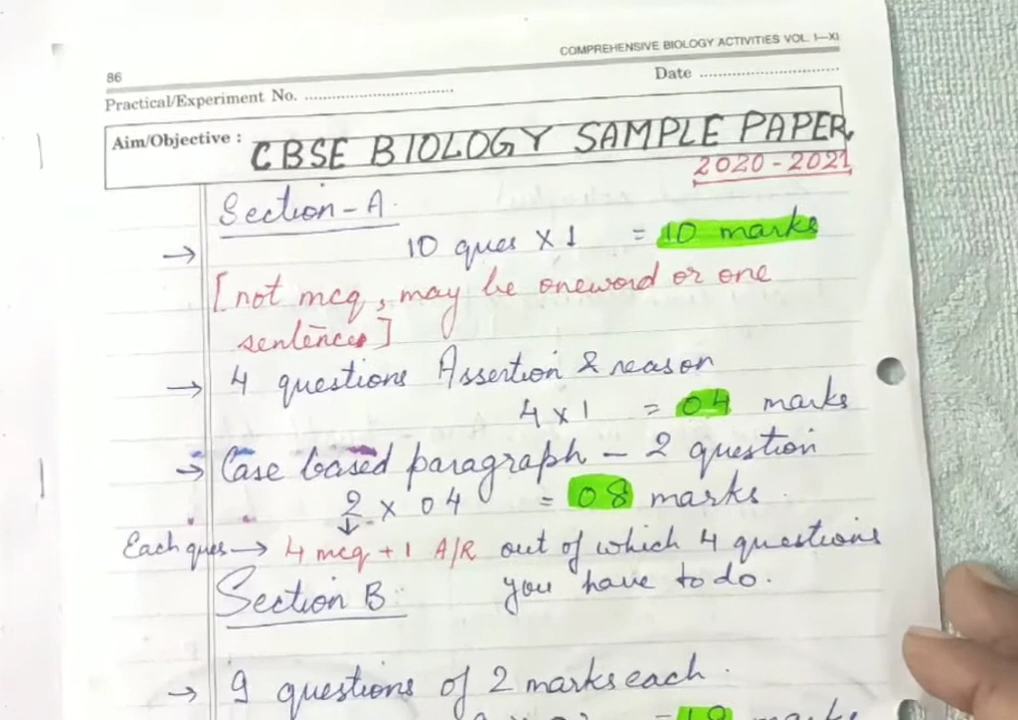 COMPREHENSIVE BIOLOGY ACTIVITIES VOL. I—XI
86
Date ....................................
Practical/Experiment No. ....................................
Aim/Objective : CBSE BIOLOGY SAMPLE PAPER.
2020 - 2021
Section - A.
→ 10 ques x 1 = 10 marks
[not mcq, may be oneword or one
sentences]
→ 4 questions Assertion & reason
4 x 1 = 04 marks
→ Case based paragraph - 2 question
2 x 04 = 08 marks.
Each ques → 4 mcq + 1 A/R out of which 4 questions
you have to do.
Section B:
→ 9 questions of 2 marks each.
= 18 marks